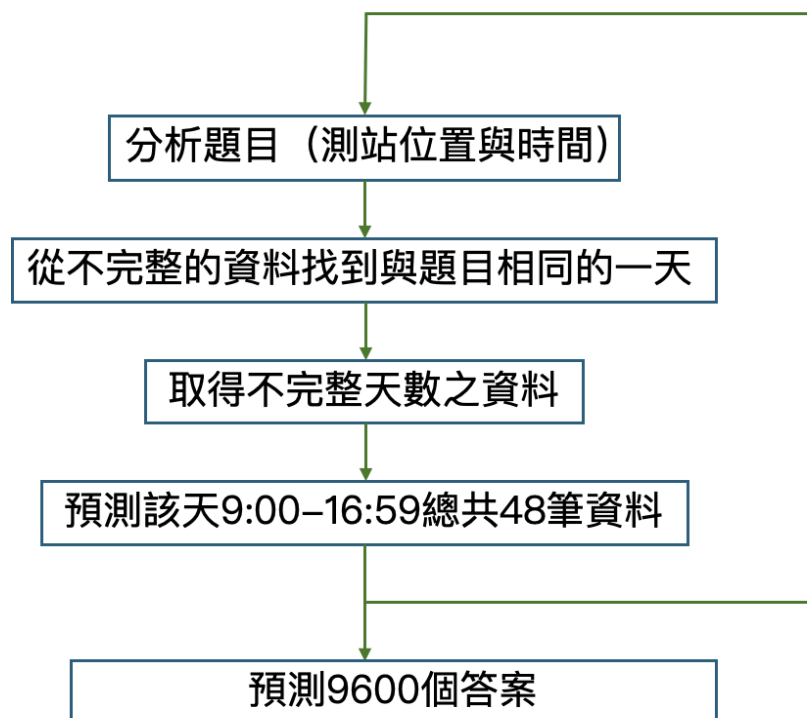 分析題目（測站位置與時間）
從不完整的資料找到與題目相同的一天
取得不完整天數之資料
預測該天9:00–16:59總共48筆資料
預測9600個答案